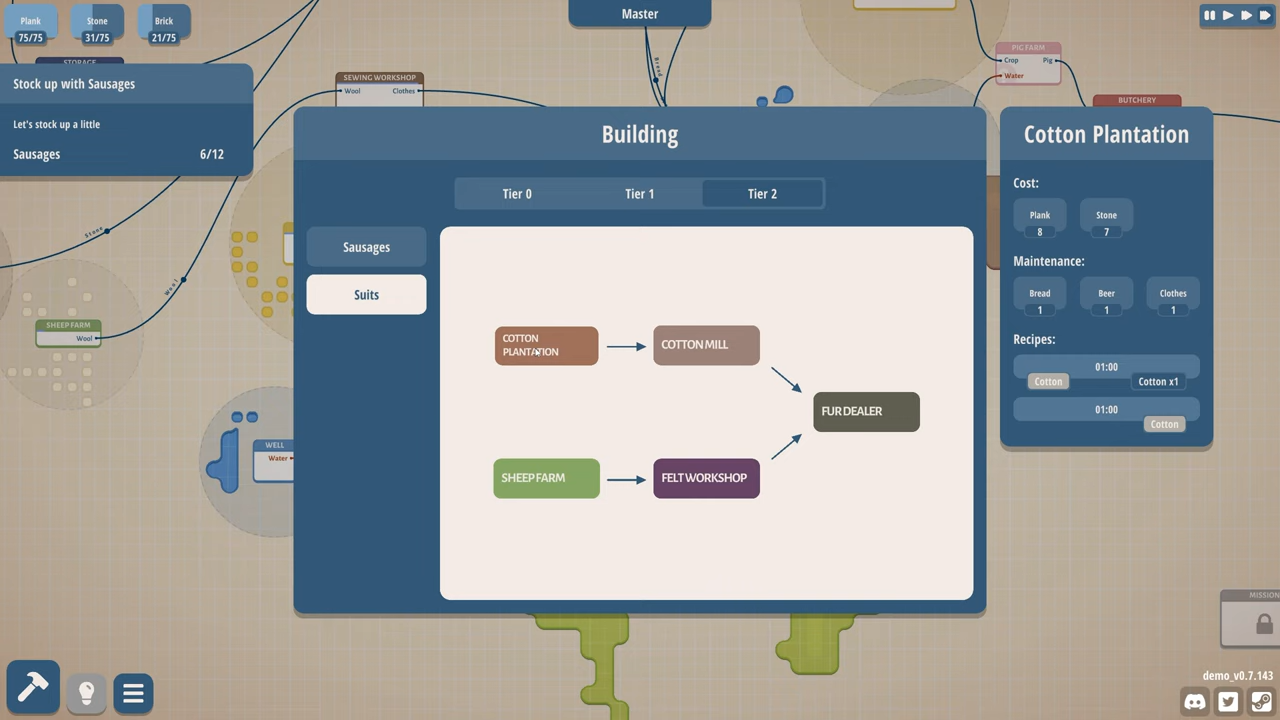 Plank
75/75
Stone
31/75
Brick
21/75
STORAGE
Stock up with Sausages
Let's stock up a little
Sausages 6/12
SEWING WORKSHOP
Wool Clothes
Master
Bread
PIG FARM
Crop Pig
Water
BUTCHERY
Stone
Wool
SHEEP FARM
Wool
WELL
Water
Building
Tier 0 Tier 1 Tier 2
Sausages
Suits
COTTON
PLANTATION
COTTON MILL
FUR DEALER
SHEEP FARM
FELT WORKSHOP
Cotton Plantation
Cost:
Plank Stone
8 7
Maintenance:
Bread Beer Clothes
1 1 1
Recipes:
01:00
Cotton Cotton x1
01:00
Cotton
MISSION
demo_v0.7.143